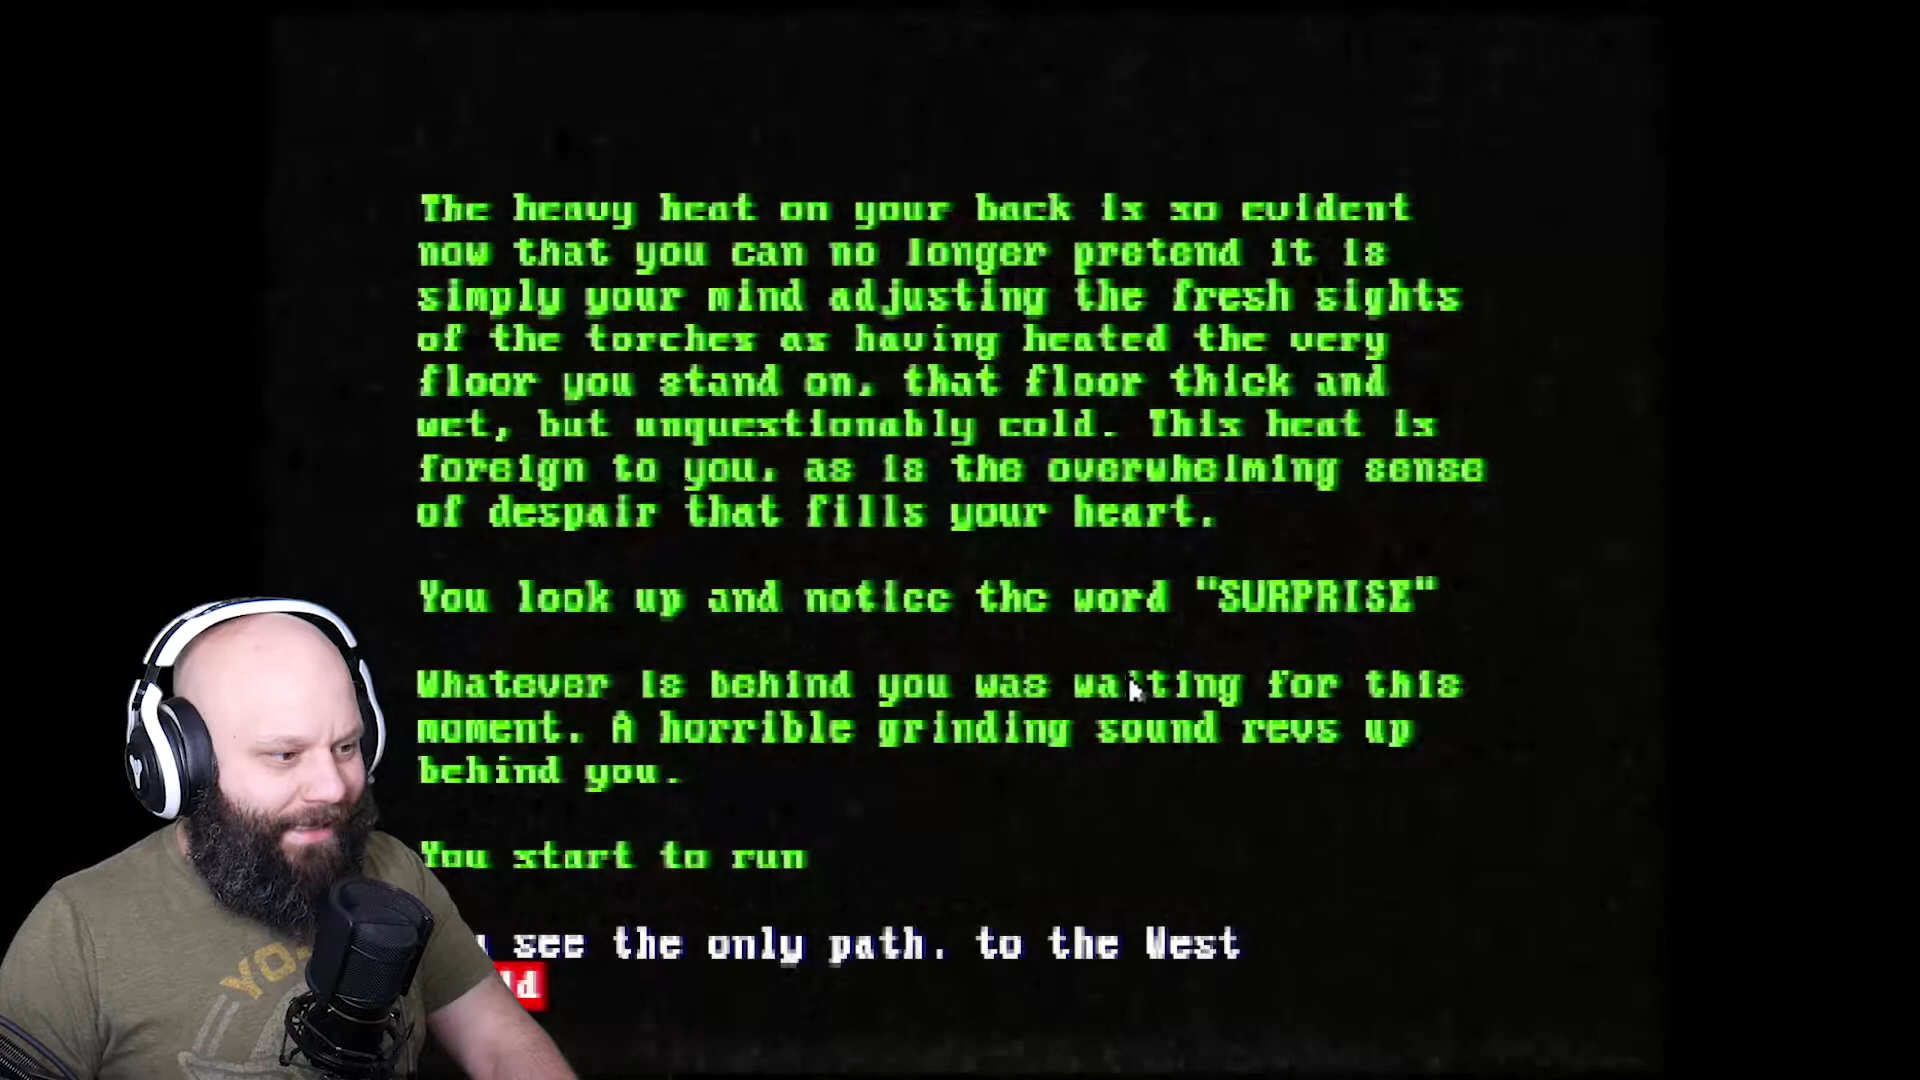 The heavy heat on your back is so evident
now that you can no longer pretend it is
simply your mind adjusting the fresh sights
of the torches as having heated the very
floor you stand on, that floor thick and
wet, but unquestionably cold. This heat is
foreign to you, as is the overwhelming sense
of despair that fills your heart.
You look up and notice the word "SURPRISE"
Whatever is behind you was waiting for this
moment. A horrible grinding sound revs up
behind you.
You start to run
see the only path. to the West